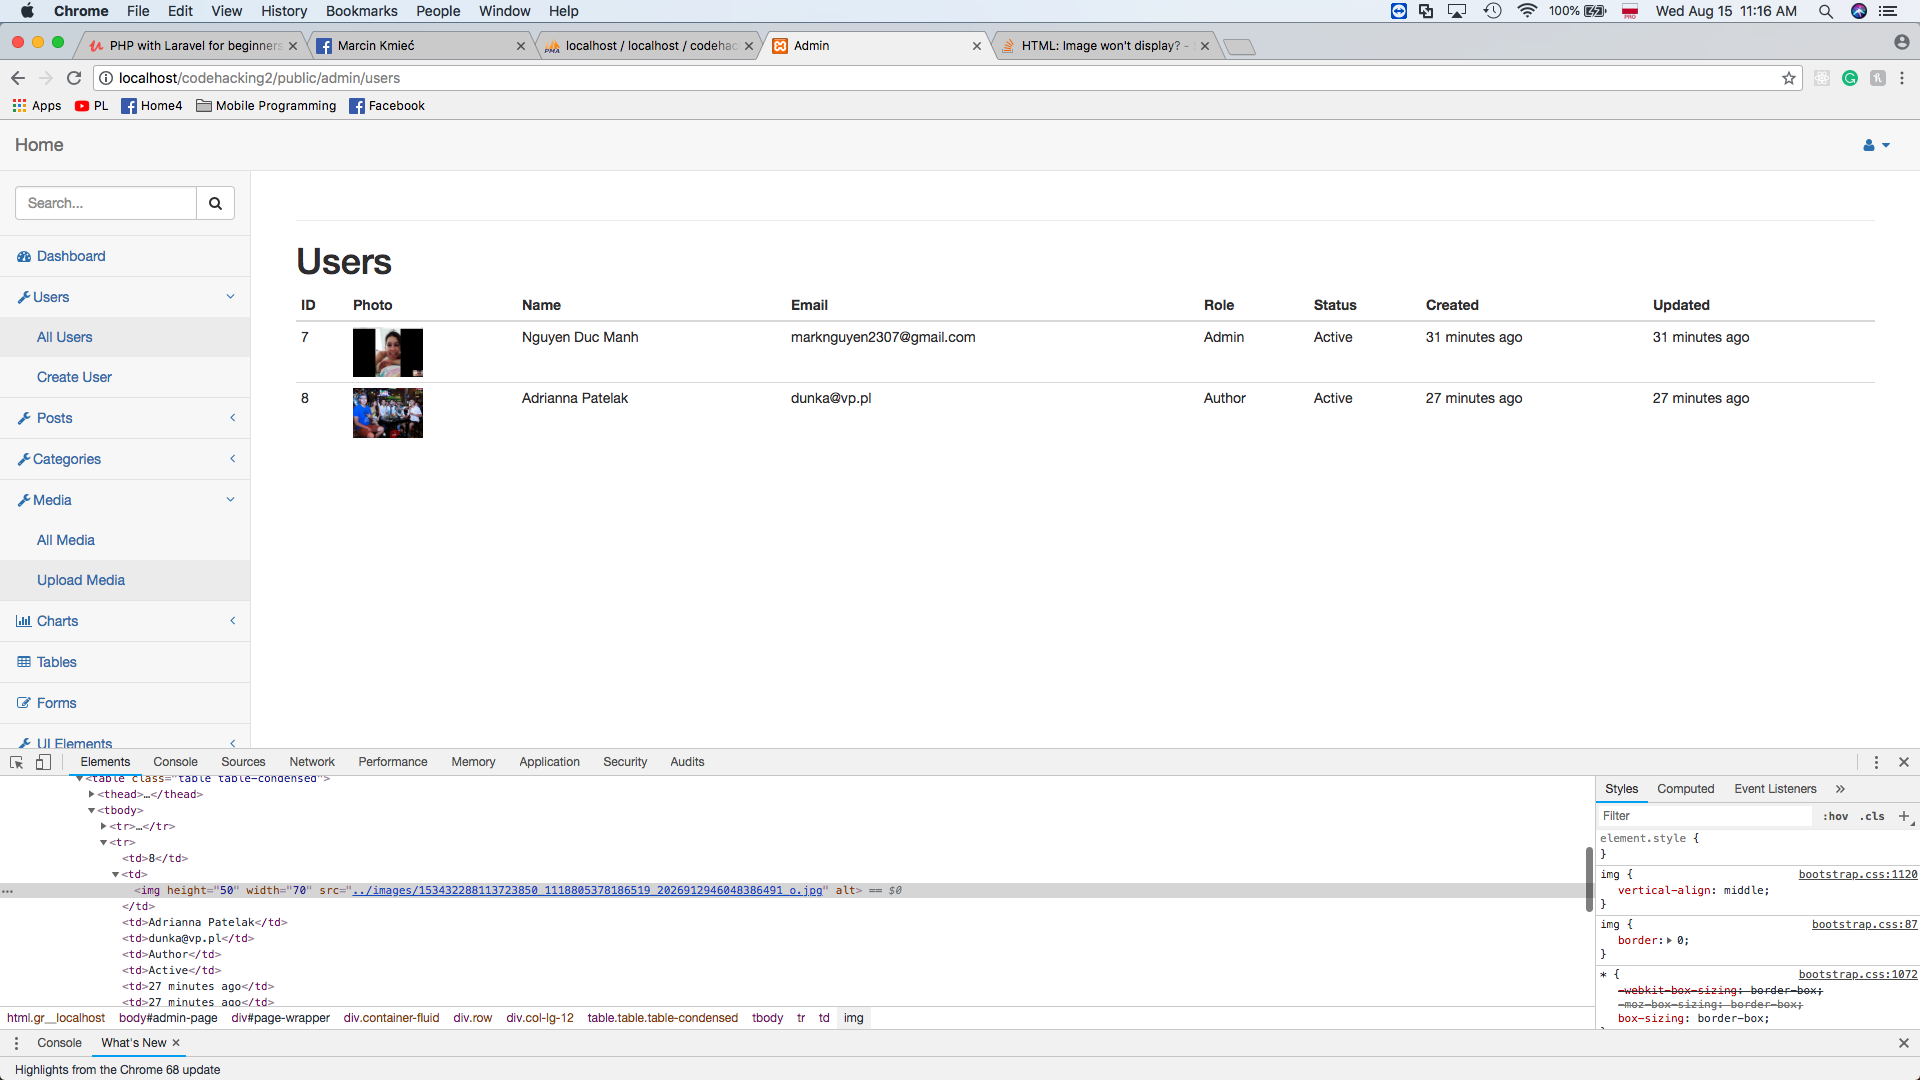 Chrome File Edit View History Bookmarks People Window Help 100% Wed Aug 15 11:16 AM
PHP with Laravel for beginners Marcin Kmieć localhost / localhost / codehac Admin HTML: Image won't display? -
localhost/codehacking2/public/admin/users
Apps PL Home4 Mobile Programming Facebook
Home
Search...
Dashboard
Users
All Users
Create User
Posts
Categories
Media
All Media
Upload Media
Charts
Tables
Forms
UI Elements
Users
ID Photo Name Email Role Status Created Updated
7 Nguyen Duc Manh marknguyen2307@gmail.com Admin Active 31 minutes ago 31 minutes ago
8 Adrianna Patelak dunka@vp.pl Author Active 27 minutes ago 27 minutes ago
Elements Console Sources Network Performance Memory Application Security Audits
<table class="table table-condensed">
<thead>…</thead>
<tbody>
<tr>…</tr>
<tr>
<td>8</td>
<td>
<img height="50" width="70" src="../images/153432288113723850_1118805378186519_2026912946048386491_o.jpg" alt> == $0
</td>
<td>Adrianna Patelak</td>
<td>dunka@vp.pl</td>
<td>Author</td>
<td>Active</td>
<td>27 minutes ago</td>
<td>27 minutes ago</td>
html.gr__localhost body#admin-page div#page-wrapper div.container-fluid div.row div.col-lg-12 table.table.table-condensed tbody tr td img
Styles Computed Event Listeners »
Filter :hov .cls +
element.style {
}
img { bootstrap.css:1120
vertical-align: middle;
}
img { bootstrap.css:87
border: 0;
}
* { bootstrap.css:1072
-webkit-box-sizing: border-box;
-moz-box-sizing: border-box;
box-sizing: border-box;
Console What's New
Highlights from the Chrome 68 update